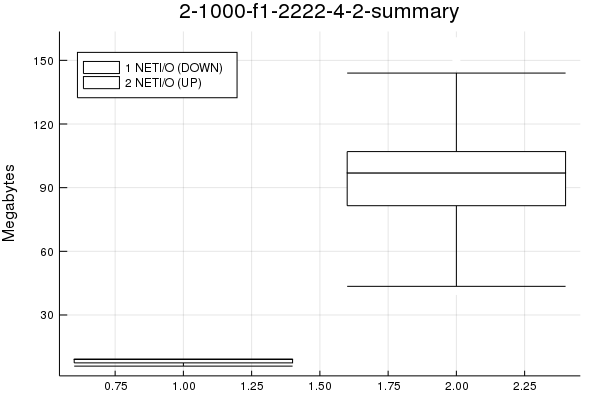 2-1000-f1-2222-4-2-summary
150
1 NETI/O (DOWN)
2 NETI/O (UP)
120
90
Megabytes
60
30
0.75 1.00 1.25 1.50 1.75 2.00 2.25